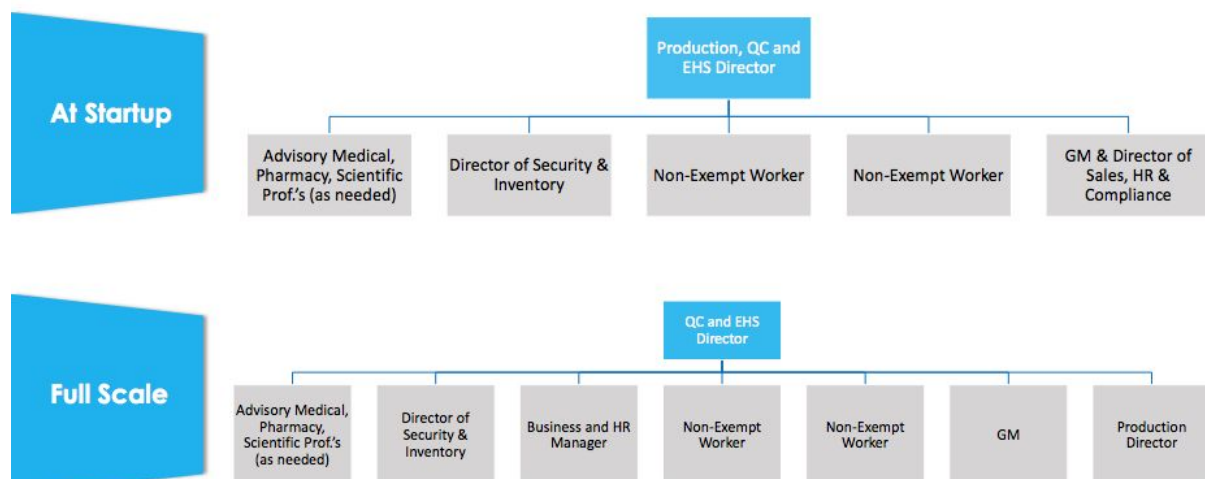 At Startup
Production, QC and
EHS Director
Advisory Medical,
Pharmacy, Scientific
Prof.'s (as needed)
Director of Security &
Inventory
Non-Exempt Worker
Non-Exempt Worker
GM & Director of
Sales, HR &
Compliance
Full Scale
QC and EHS
Director
Advisory Medical,
Pharmacy,
Scientific Prof.'s
(as needed)
Director of
Security &
Inventory
Business and HR
Manager
Non-Exempt
Worker
Non-Exempt
Worker
GM
Production
Director